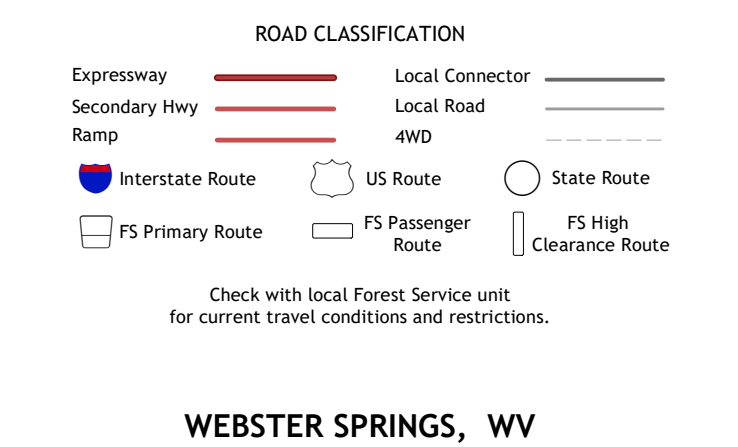 ROAD CLASSIFICATION
Expressway
Local Connector
Secondary Hwy
Local Road
Ramp
4WD
Interstate Route
US Route
State Route
FS Primary Route
FS Passenger
Route
FS High
Clearance Route
Check with local Forest Service unit
for current travel conditions and restrictions.
WEBSTER SPRINGS, WV